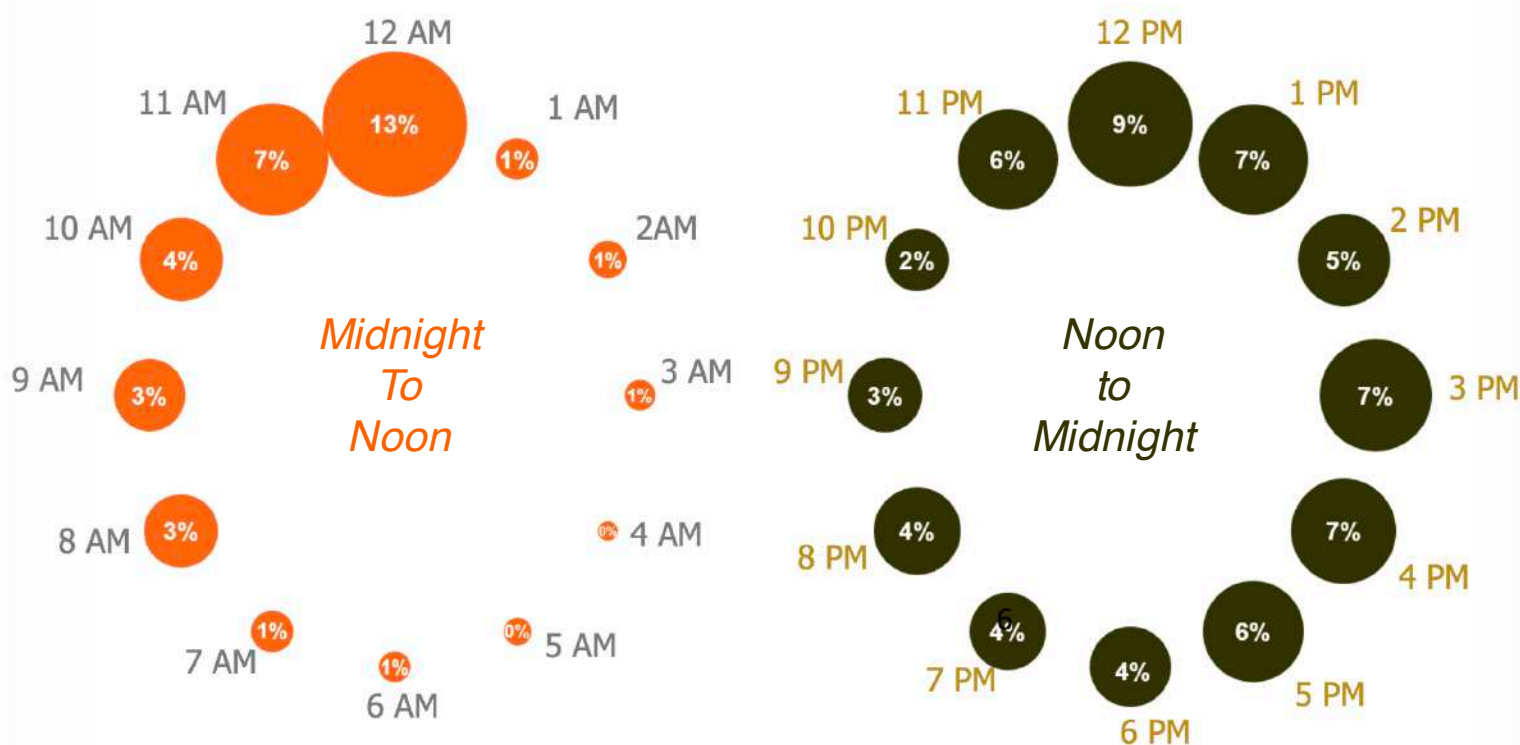 12 AM
13%
1 AM
1%
2AM
1%
3 AM
1%
4 AM
0%
5 AM
0%
6 AM
1%
7 AM
1%
8 AM
3%
9 AM
3%
10 AM
4%
11 AM
7%
Midnight
To
Noon
12 PM
9%
1 PM
7%
2 PM
5%
3 PM
7%
4 PM
7%
5 PM
6%
6 PM
4%
7 PM
4%
6
8 PM
4%
9 PM
3%
10 PM
2%
11 PM
6%
Noon
to
Midnight